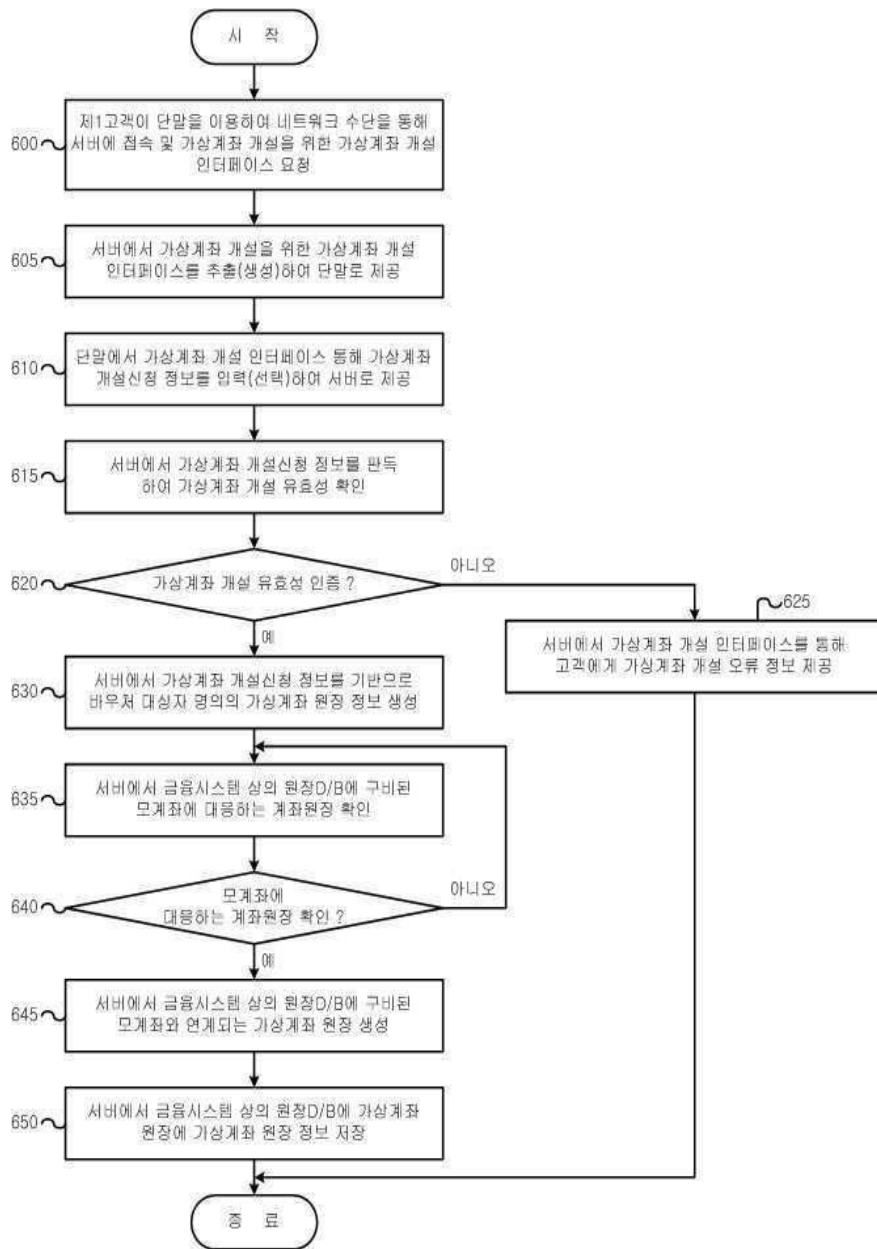 시 작
600
제1고객이 단말을 이용하여 네트워크 수단을 통해
서버에 접속 및 가상계좌 개설을 위한 가상계좌 개설
인터페이스 요청
605
서버에서 가상계좌 개설을 위한 가상계좌 개설
인터페이스를 추출(생성)하여 단말로 제공
610
단말에서 가상계좌 개설 인터페이스 통해 가상계좌
개설신청 정보를 입력(선택)하여 서버로 제공
615
서버에서 가상계좌 개설신청 정보를 판독
하여 가상계좌 개설 유효성 확인
620
가상계좌 개설 유효성 인증 ?
아니오
예
625
서버에서 가상계좌 개설 인터페이스를 통해
고객에게 가상계좌 개설 오류 정보 제공
630
서버에서 가상계좌 개설신청 정보를 기반으로
바우처 대상자 명의의 가상계좌 원장 정보 생성
635
서버에서 금융시스템 상의 원장D/B에 구비된
모계좌에 대응하는 계좌원장 확인
640
모계좌에
대응하는 계좌원장 확인 ?
아니오
예
645
서버에서 금융시스템 상의 원장D/B에 구비된
모계좌와 연계되는 가상계좌 원장 생성
650
서버에서 금융시스템 상의 원장D/B에 가상계좌
원장에 가상계좌 원장 정보 저장
종 료